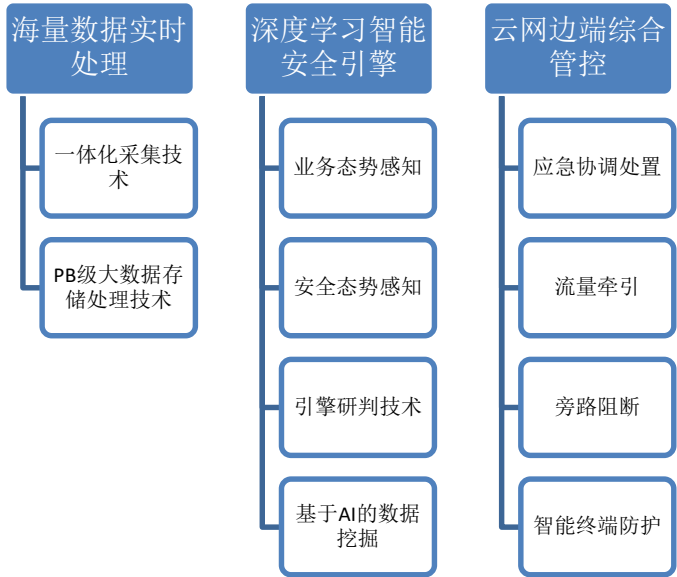 海量数据实时
处理
一体化采集技
术
PB级大数据存
储处理技术
深度学习智能
安全引擎
业务态势感知
安全态势感知
引擎研判技术
基于AI的数据
挖掘
云网边端综合
管控
应急协调处置
流量牵引
旁路阻断
智能终端防护